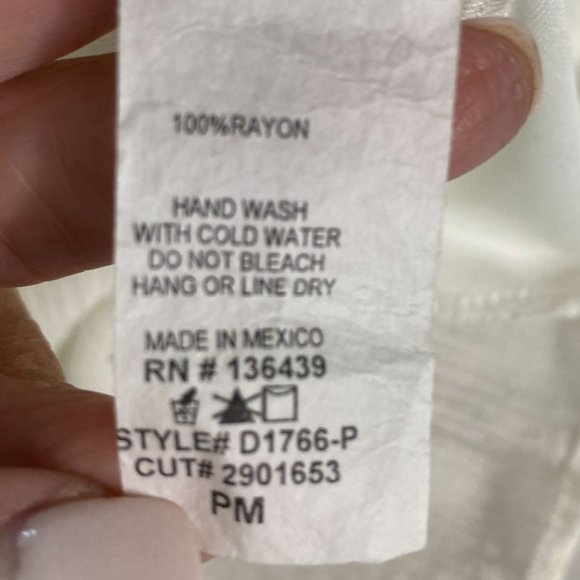 100%RAYON
HAND WASH
WITH COLD WATER
DO NOT BLEACH
HANG OR LINE DRY
MADE IN MEXICO
RN # 136439
STYLE# D1766-P
CUT# 2901653
PM